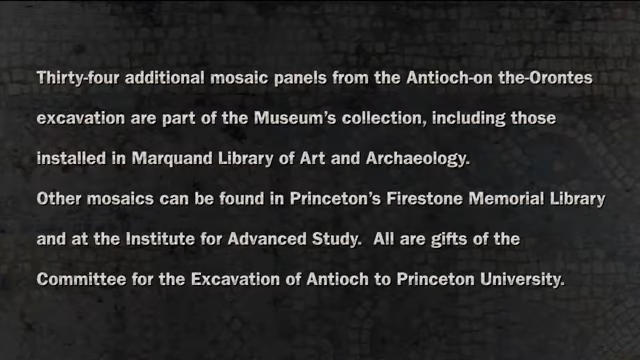 Thirty-four additional mosaic panels from the Antioch-on the-Orontes
excavation are part of the Museum's collection, including those
installed in Marquand Library of Art and Archaeology.
Other mosaics can be found in Princeton's Firestone Memorial Library
and at the Institute for Advanced Study.  All are gifts of the
Committee for the Excavation of Antioch to Princeton University.